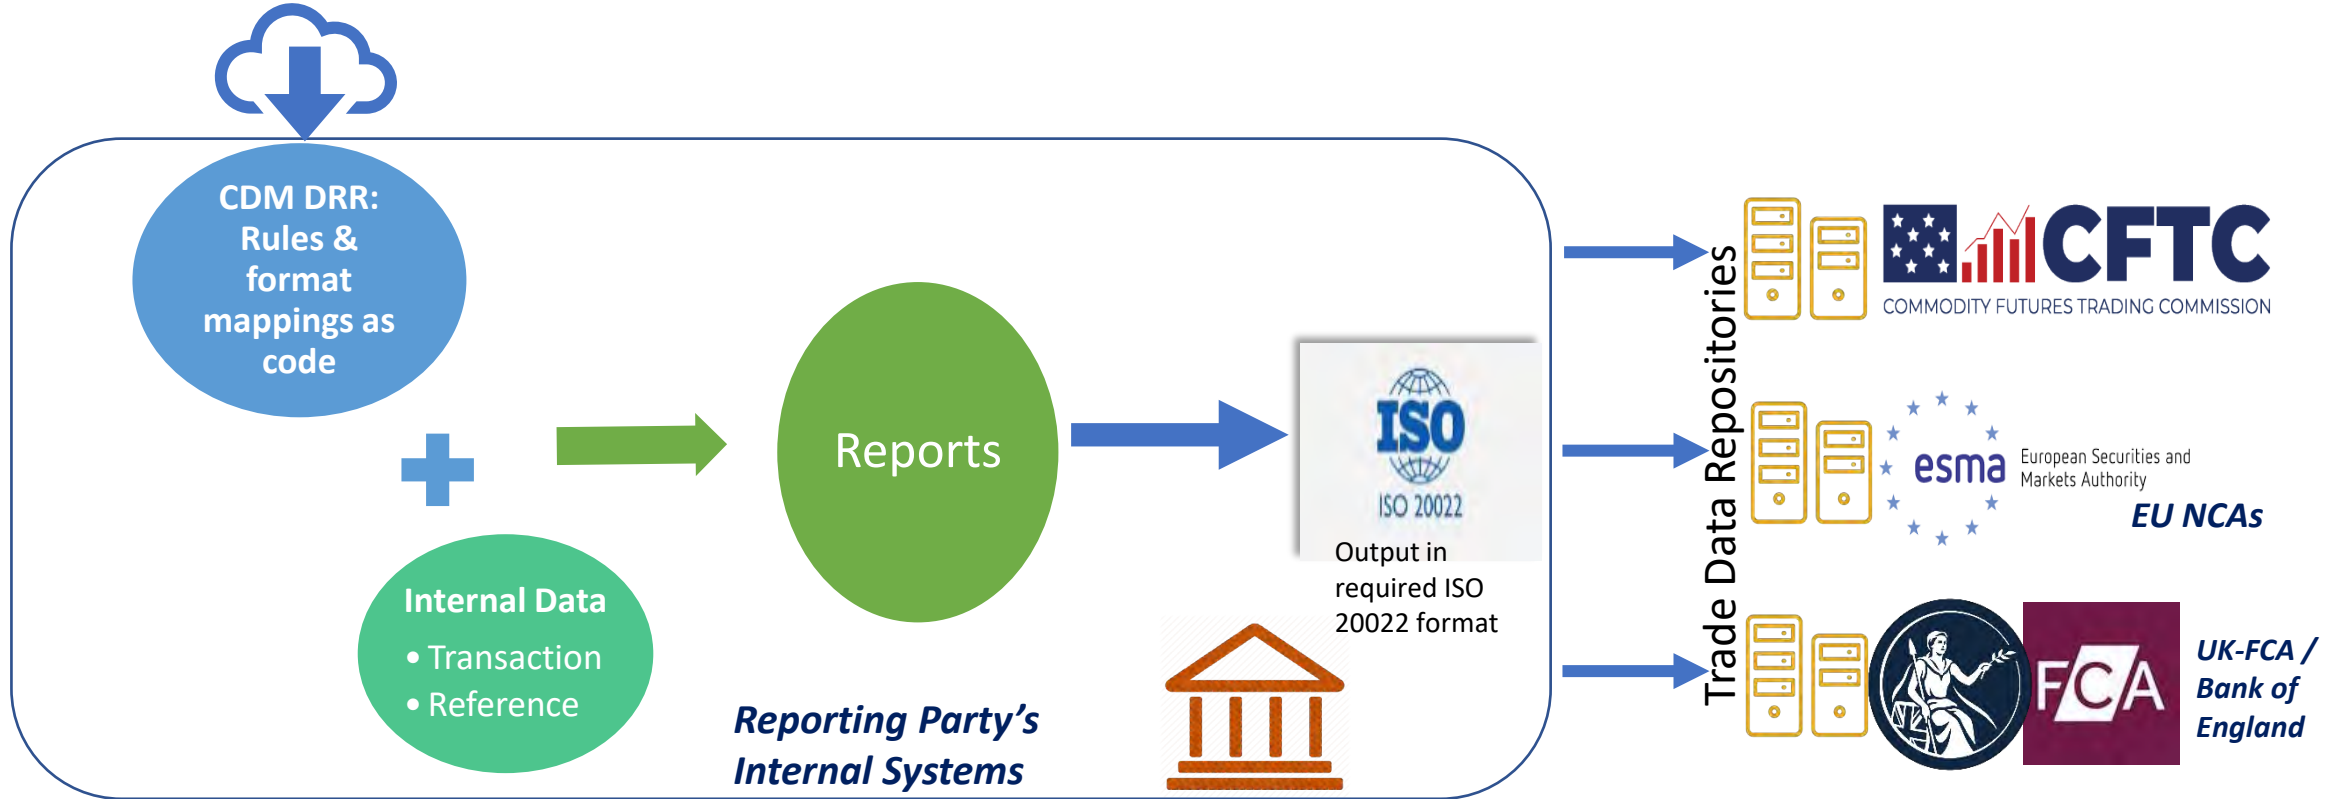 CDM DRR:
Rules &
format
mappings as
code
Internal Data
• Transaction
• Reference
Reports
Reporting Party’s
Internal Systems
ISO
ISO 20022
Output in
required ISO
20022 format
Trade Data Repositories
CFTC
COMMODITY FUTURES TRADING COMMISSION
esma
European Securities and
Markets Authority
EU NCAs
FCA
UK-FCA /
Bank of
England